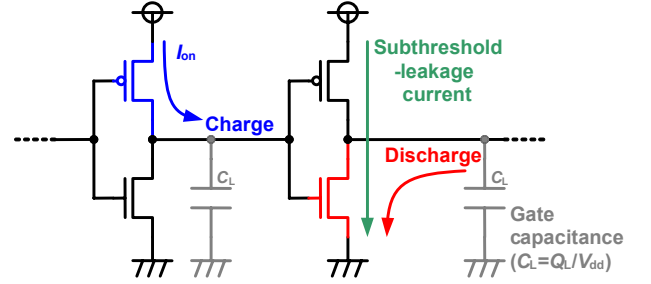 Ion
Charge
CL
Subthreshold
-leakage
current
Discharge
CL
Gate
capacitance
(CL=QL/Vdd)